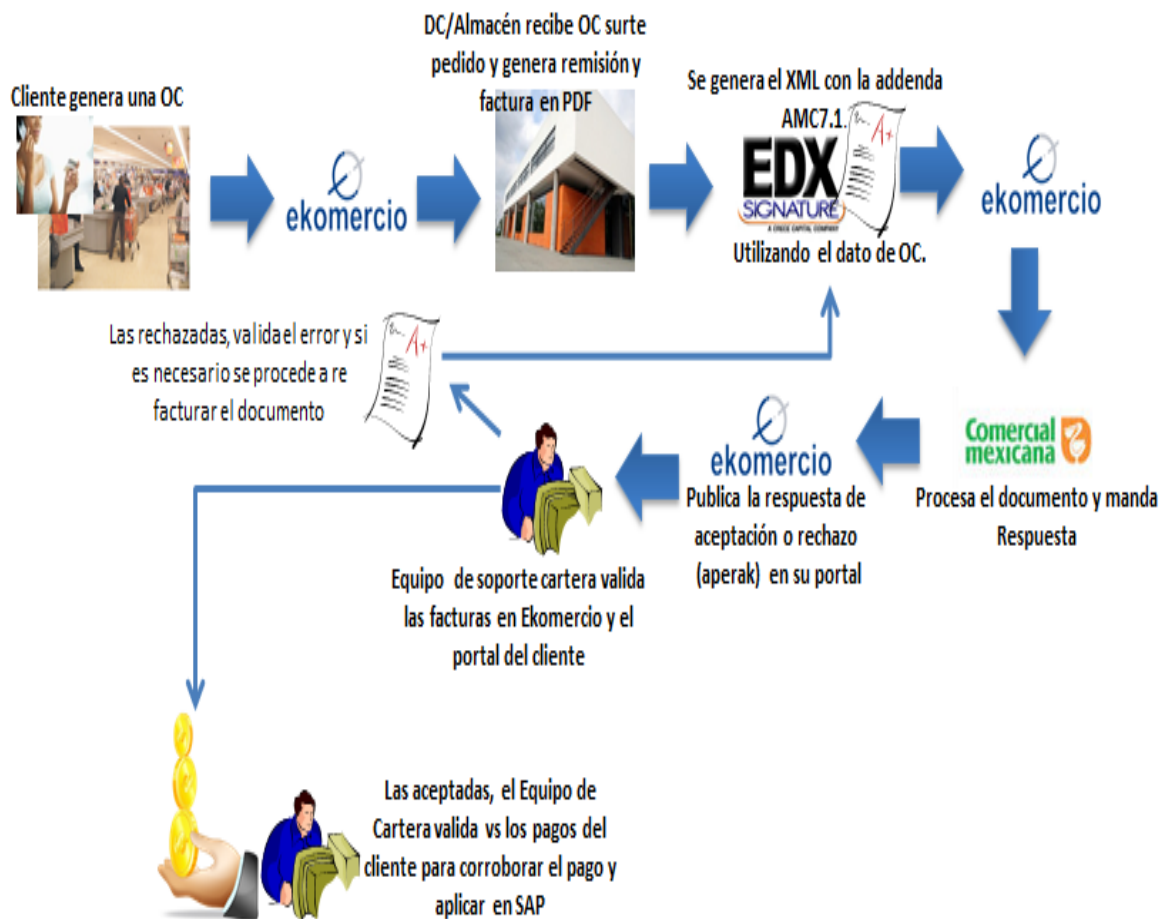 Cliente genera una OC
ekomercio
DC/Almacén recibe OC surte
pedido y genera remisión y
factura en PDF
Se genera el XML con la addenda
AMC7.1.
EDX
SIGNATURE
A CRUCE CAPITAL COMPANY
Utilizando el dato de OC.
A+
ekomercio
Comercial
mexicana
Procesa el documento y manda
Respuesta
ekomercio
Publica la respuesta de
aceptación o rechazo
(aperak) en su portal
Equipo de soporte cartera valida
las facturas en Ekomercio y el
portal del cliente
Las rechazadas, valida el error y si
es necesario se procede a re
facturar el documento
A+
Las aceptadas, el Equipo de
Cartera valida vs los pagos del
cliente para corroborar el pago y
aplicar en SAP